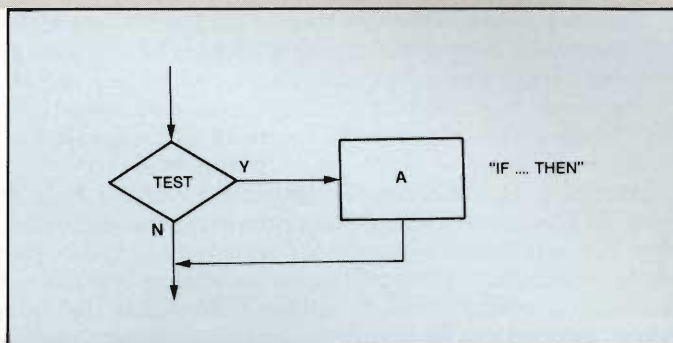 TEST
Y
N
A
"IF .... THEN"